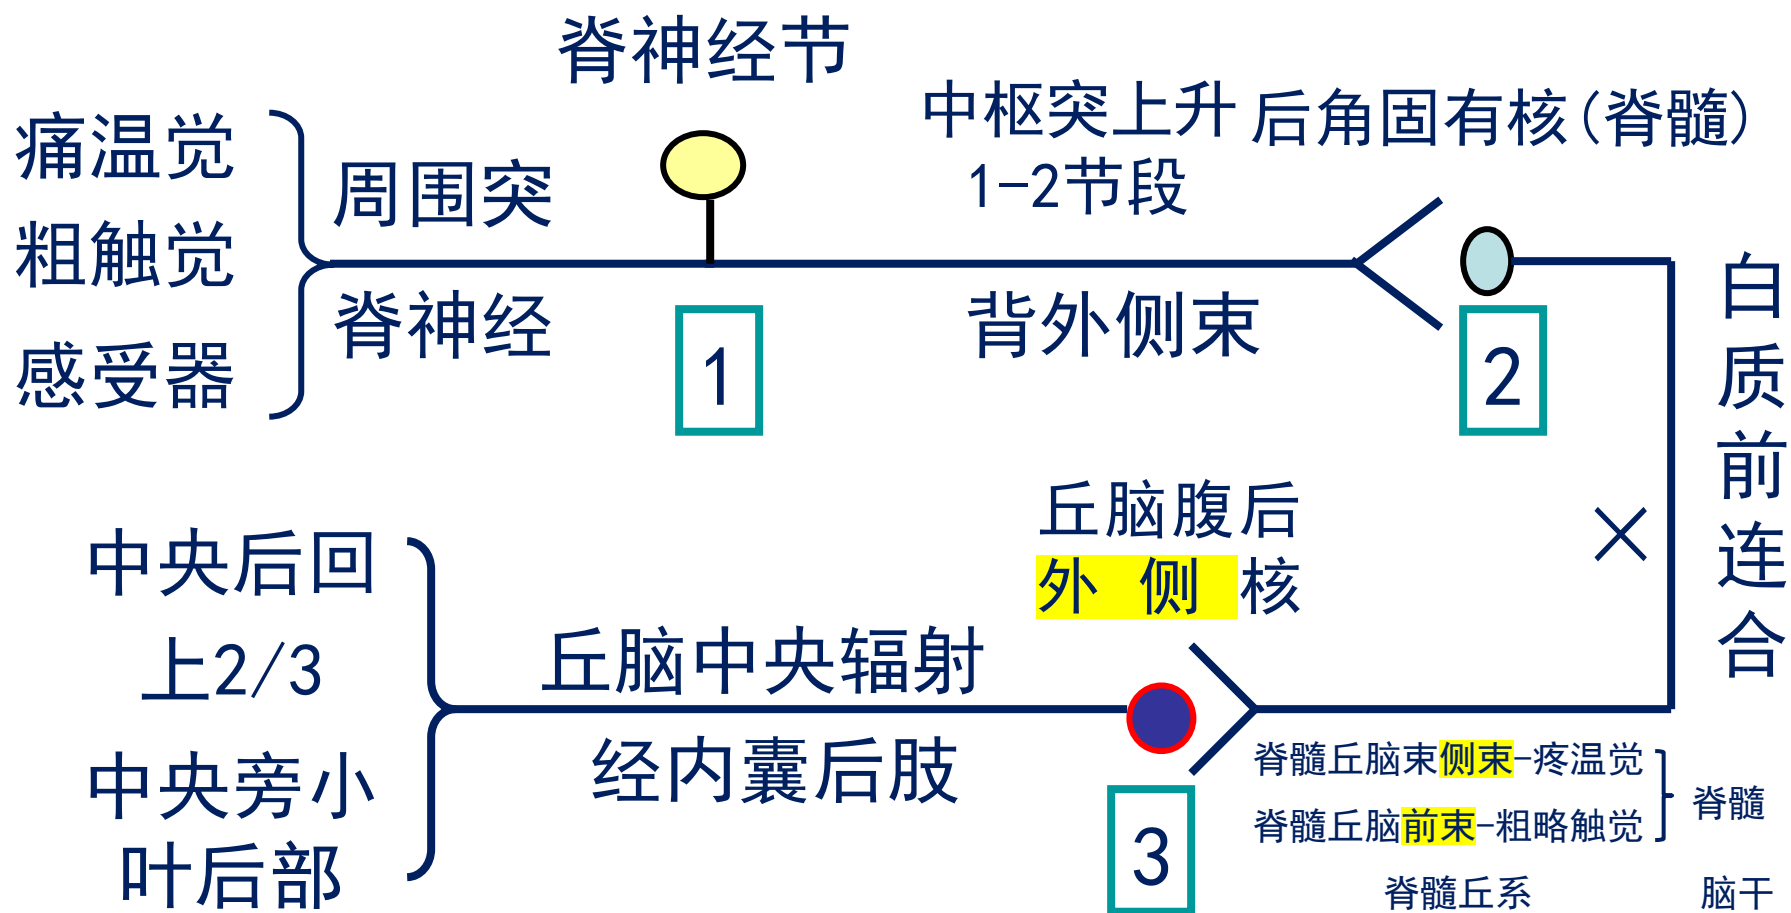 脊神经节
中枢突上升
1-2节段
后角固有核(脊髓)
痛温觉
粗触觉
感受器
周围突
脊神经
背外侧束
1
2
白质前连合
×
丘脑腹后
外 侧 核
中央后回
上2/3
中央旁小
叶后部
丘脑中央辐射
经内囊后肢
3
脊髓丘脑束侧束-疼温觉
脊髓丘脑前束-粗略触觉
脊髓
脊髓丘系
脑干